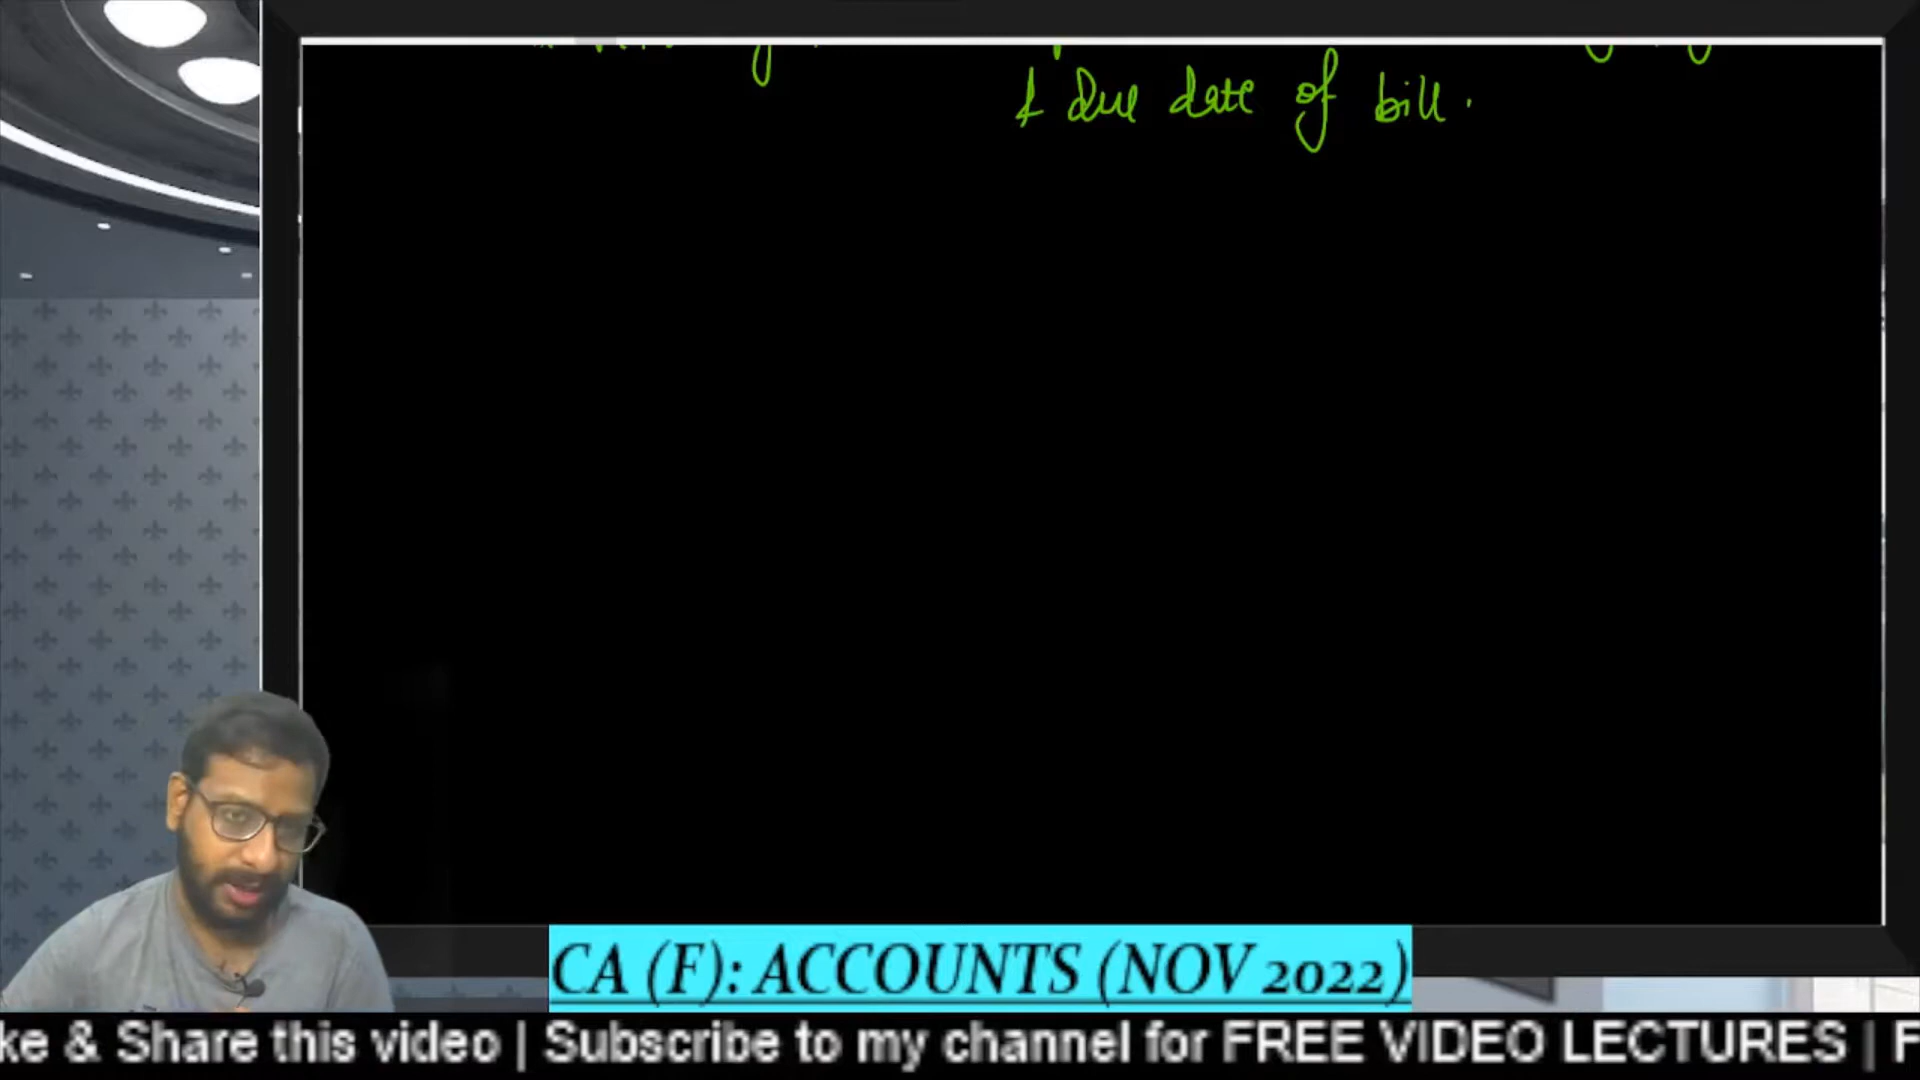 & Due date of bill.
CA (F): ACCOUNTS (NOV 2022)
ke & Share this video | Subscribe to my channel for FREE VIDEO LECTURES | F